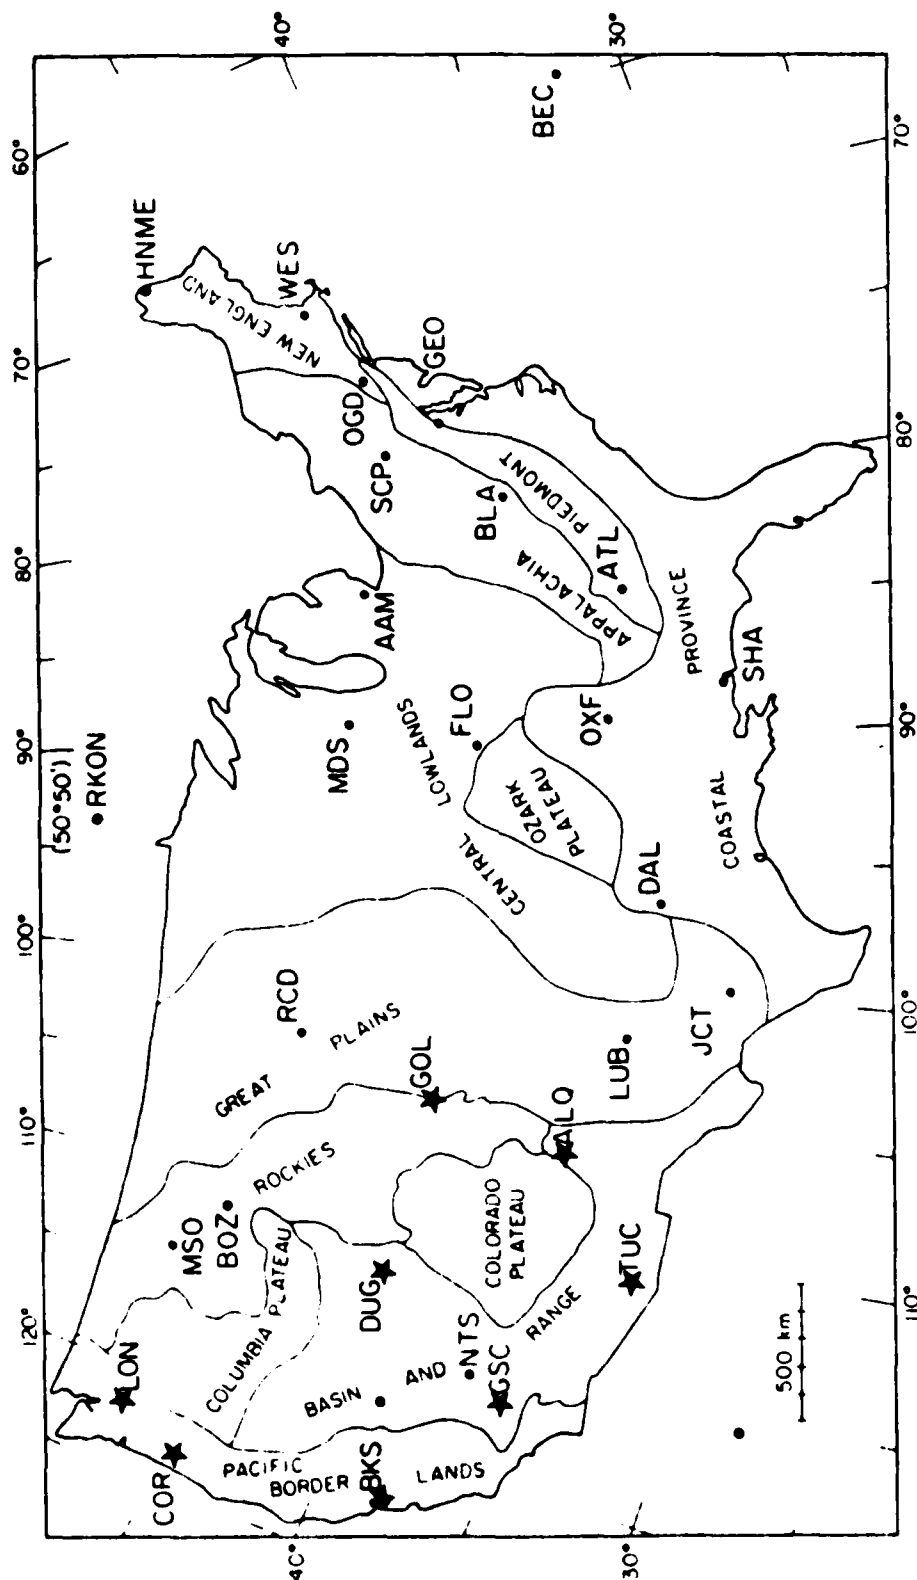 60°
70°
80°
90°
100°
110°
120°
40°
30°
(50°50')
RKON
HNME
WES
NEW ENGLAND
OGD
SCP
GEO
BEC
AAM
MDS
BLA
PIEDMONT
APPALACHIA
ATL
PROVINCE
COASTAL
SHA
FLO
OXF
OZARK
PLATEAU
CENTRAL
LOWLANDS
DAL
JCT
LUB
RCD
GREAT
PLAINS
GOL
ALQ
ROCKIES
MSO
BOZ
COLORADO
PLATEAU
COLUMBIA PLATEAU
DUG
LON
COR
BASIN
AND
RANGE
NTS
GSC
TUC
PACIFIC
BORDER
LANDS
BKS
500 km
40°
30°
70°
80°
90°
100°
110°